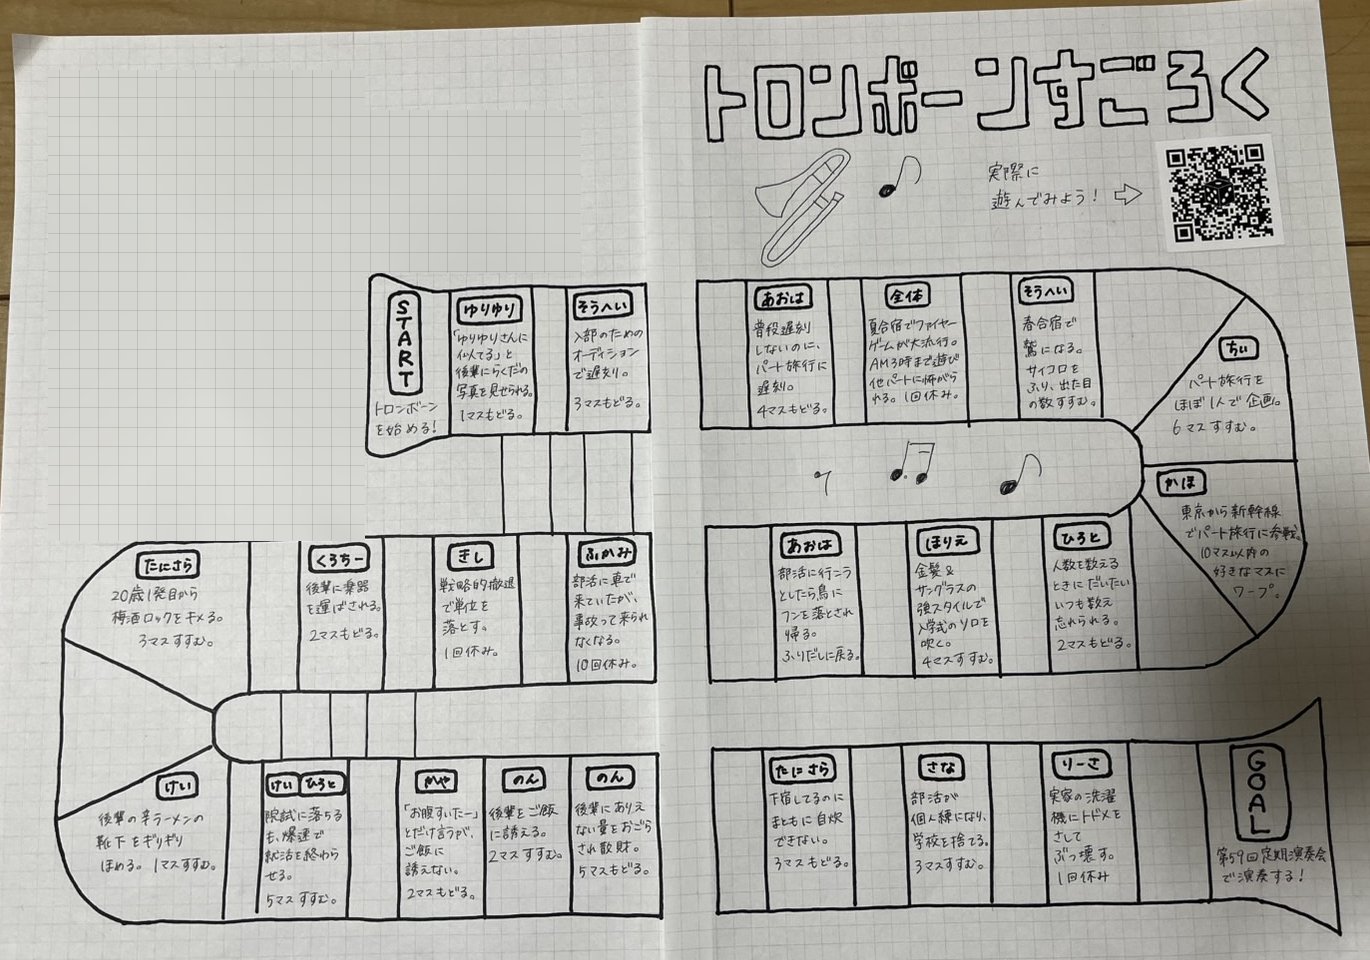 トロンボーンすごろく
実際に
遊んでみよう！
START
トロンボーン
を始める！
ゆりゆり
「ゆりゆりさんに
似てる」と
後輩にらくだの
写真を見せられる。
1マスもどる。
そうへい
入部のための
オーディション
で遅刻。
3マスもどる。
あおは
普段遅刻
しないのに、
パート旅行に
遅刻。
4マスもどる。
全体
夏合宿でファイヤー
ゲームが大流行。
AM3時まで遊び
他パートに怖がら
れる。1回休み。
そうへい
春合宿で
鷲になる。
サイコロを
ふり、出た目
の数すすむ。
ちぃ
パート旅行を
ほぼ1人で企画。
6マスすすむ。
かほ
東京から新幹線
でパート旅行に参戦。
10マス以内の
好きなマスに
ワープ。
ひろと
人数を数える
ときにだいたい
いつも数え
忘れられる。
2マスもどる。
ほりえ
金髪＆
サングラスの
強スタイルで
入学式のソロを
吹く。
4マスすすむ。
あおは
部活に行こう
としたら鳥に
フンを落とされ
帰る。
ふりだしに戻る。
ふかみ
部活に車で
来ていたが、
事故って来られ
なくなる。
10回休み。
きし
戦略的撤退
で単位を
落とす。
1回休み。
くろちー
後輩に楽器
を運ばされる。
2マスもどる。
たにさら
20歳1発目から
梅酒ロックをキメる。
3マスすすむ。
けい
後輩の辛ラーメンの
靴下をギリギリ
ほめる。1マスすすむ。
けい ひろと
院試に落ちる
も、爆速で
就活を終わら
せる。
5マスすすむ。
かや
「お腹すいたー」
とだけ言うが、
ご飯に
誘えない。
2マスもどる。
のん
後輩をご飯
に誘える。
2マスすすむ。
のん
後輩にありえ
ない量をおごら
され散財。
5マスもどる。
たにさら
下宿してるのに
まともに自炊
できない。
3マスもどる。
さな
部活が
個人練になり、
学校を捨てる。
3マスすすむ。
りーさ
実家の洗濯
機にトドメを
さして
ぶっ壊す。
1回休み
GOAL
第59回定期演奏会
で演奏する！